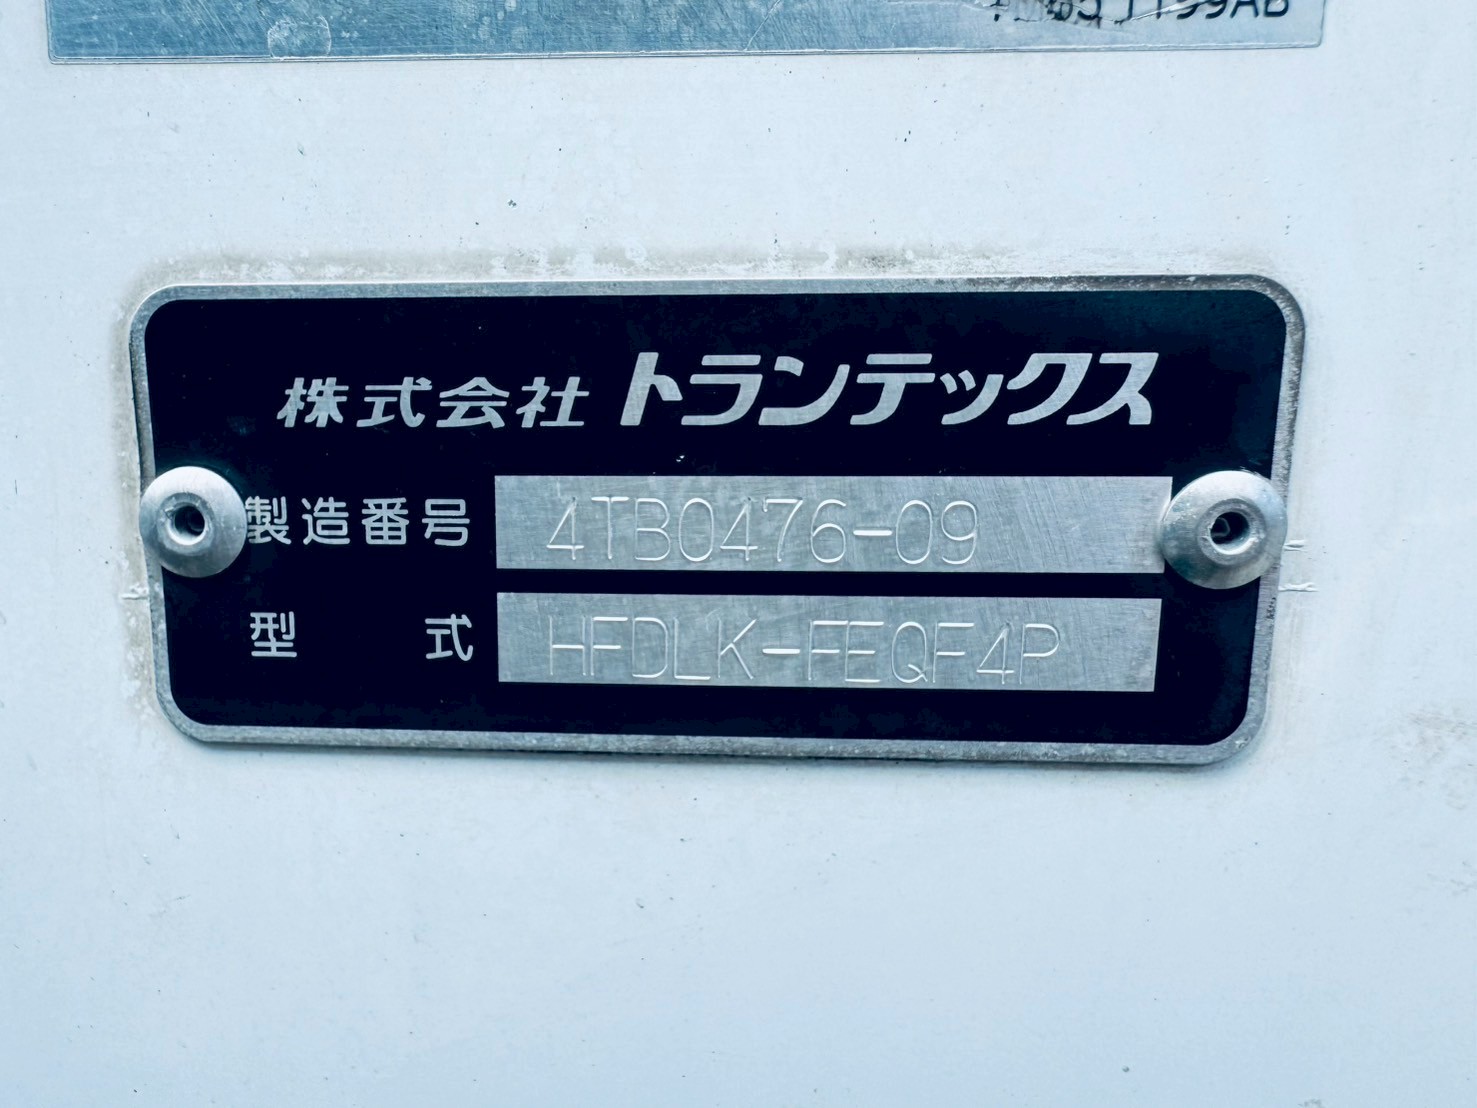 株式会社 トランテックス
製造番号 4TB0476-09
型式 HFDLK-FEQF4P